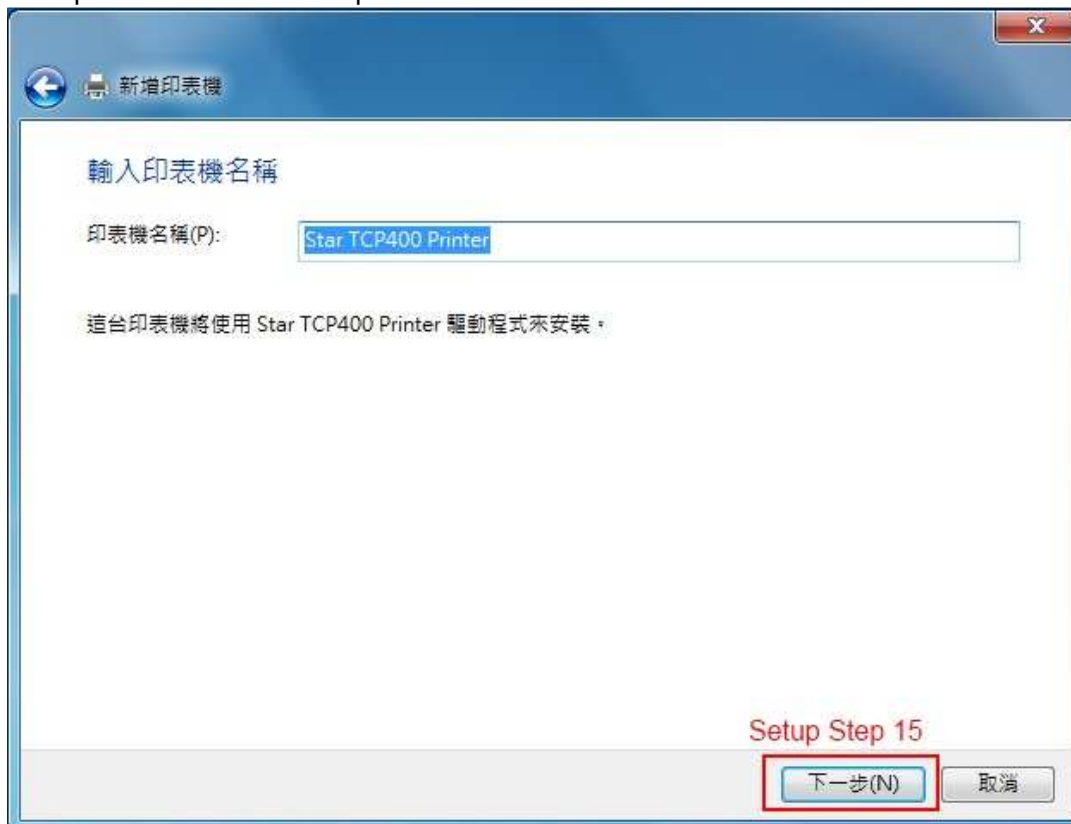 新增印表機
輸入印表機名稱
印表機名稱(P):
Star TCP400 Printer
這台印表機將使用 Star TCP400 Printer 驅動程式來安裝。
Setup Step 15
下一步(N)
取消